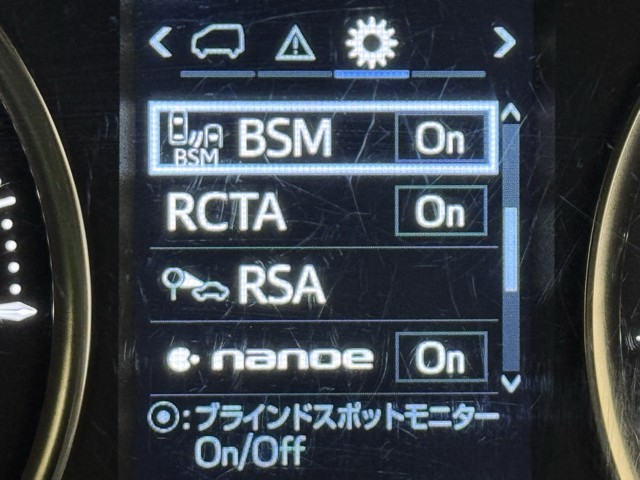 BSM BSM On
RCTA On
RSA
nanoe On
◉:ブラインドスポットモニター
On/Off